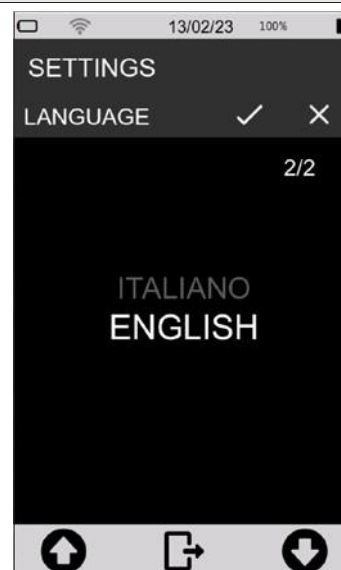 13/02/23 100%
SETTINGS
LANGUAGE
2/2
ITALIANO
ENGLISH